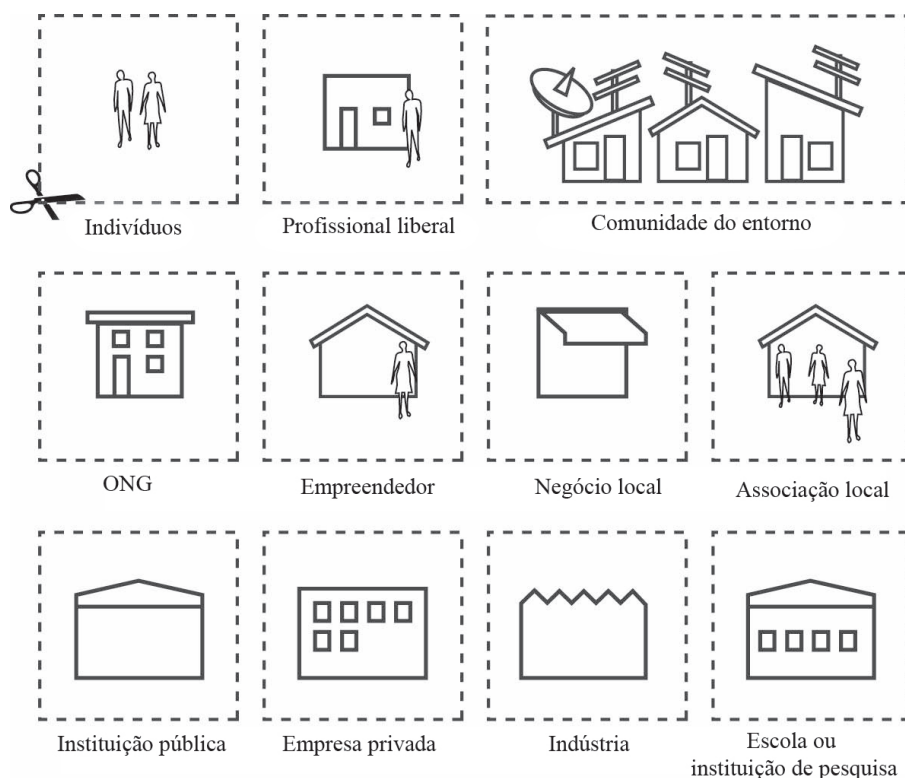 Indivíduos
Profissional liberal
Comunidade do entorno
ONG
Empreendedor
Negócio local
Associação local
Instituição pública
Empresa privada
Indústria
Escola ou
instituição de pesquisa